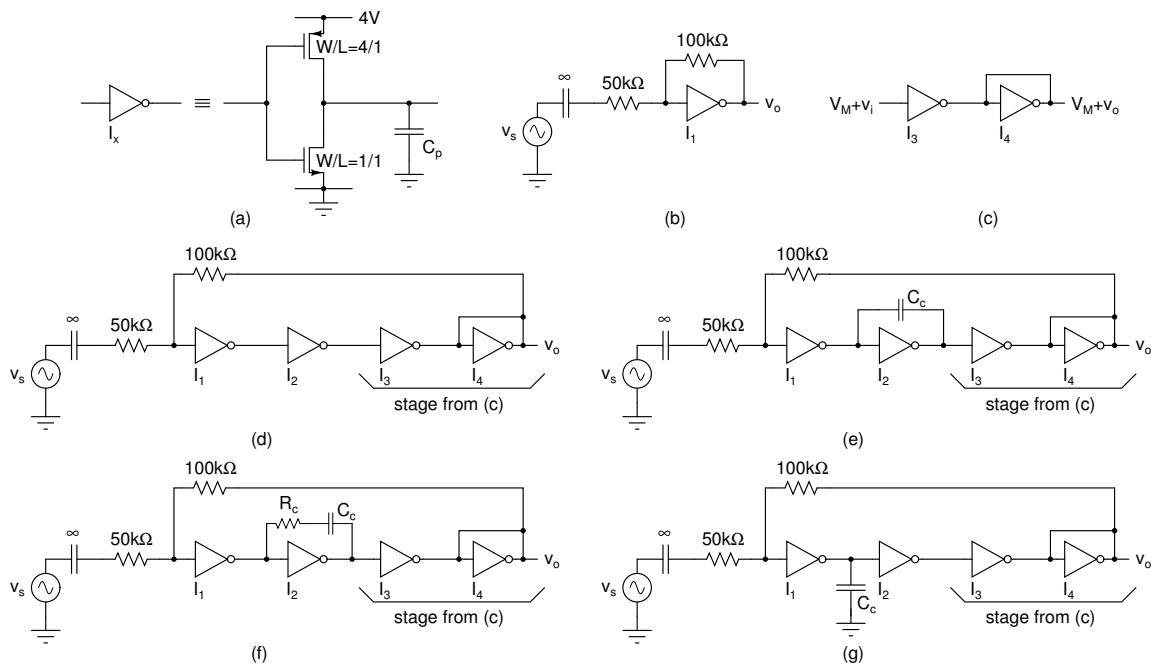 4V
W/L=4/1
I_x
≡
C_p
W/L=1/1
(a)
100kΩ
∞
50kΩ
v_s
I_1
v_o
(b)
V_M+v_i
I_3
I_4
V_M+v_o
(c)
100kΩ
∞
50kΩ
v_s
I_1
I_2
I_3
I_4
v_o
stage from (c)
(d)
100kΩ
∞
50kΩ
C_c
v_s
I_1
I_2
I_3
I_4
v_o
stage from (c)
(e)
100kΩ
∞
50kΩ
R_c
C_c
v_s
I_1
I_2
I_3
I_4
v_o
stage from (c)
(f)
100kΩ
∞
50kΩ
v_s
I_1
C_c
I_2
I_3
I_4
v_o
stage from (c)
(g)